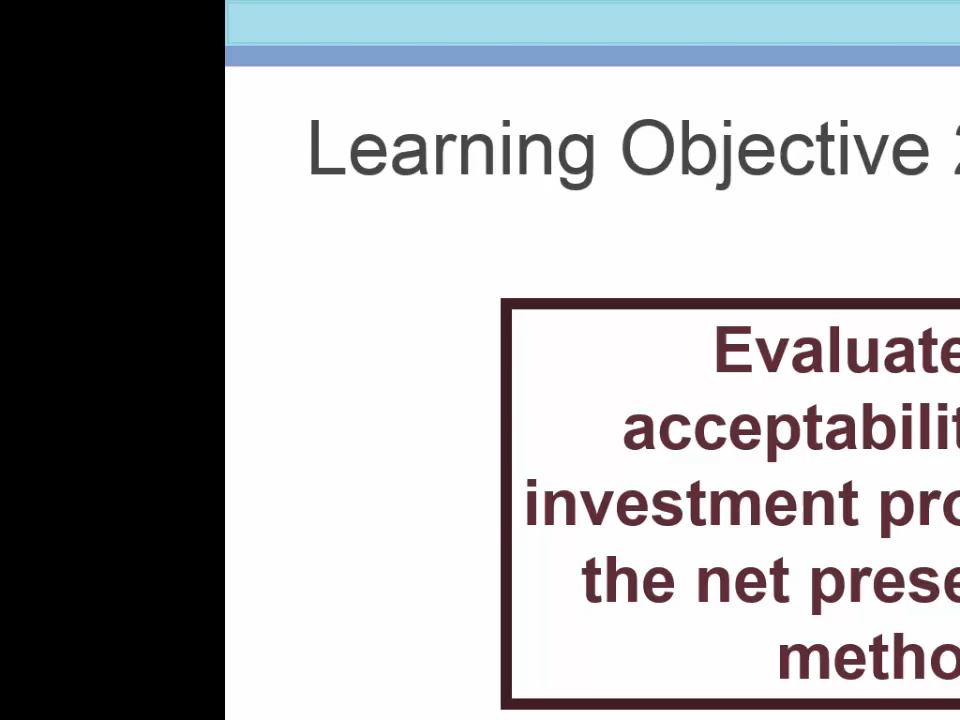 Learning Objective
Evaluate
acceptabilit
investment pro
the net prese
metho